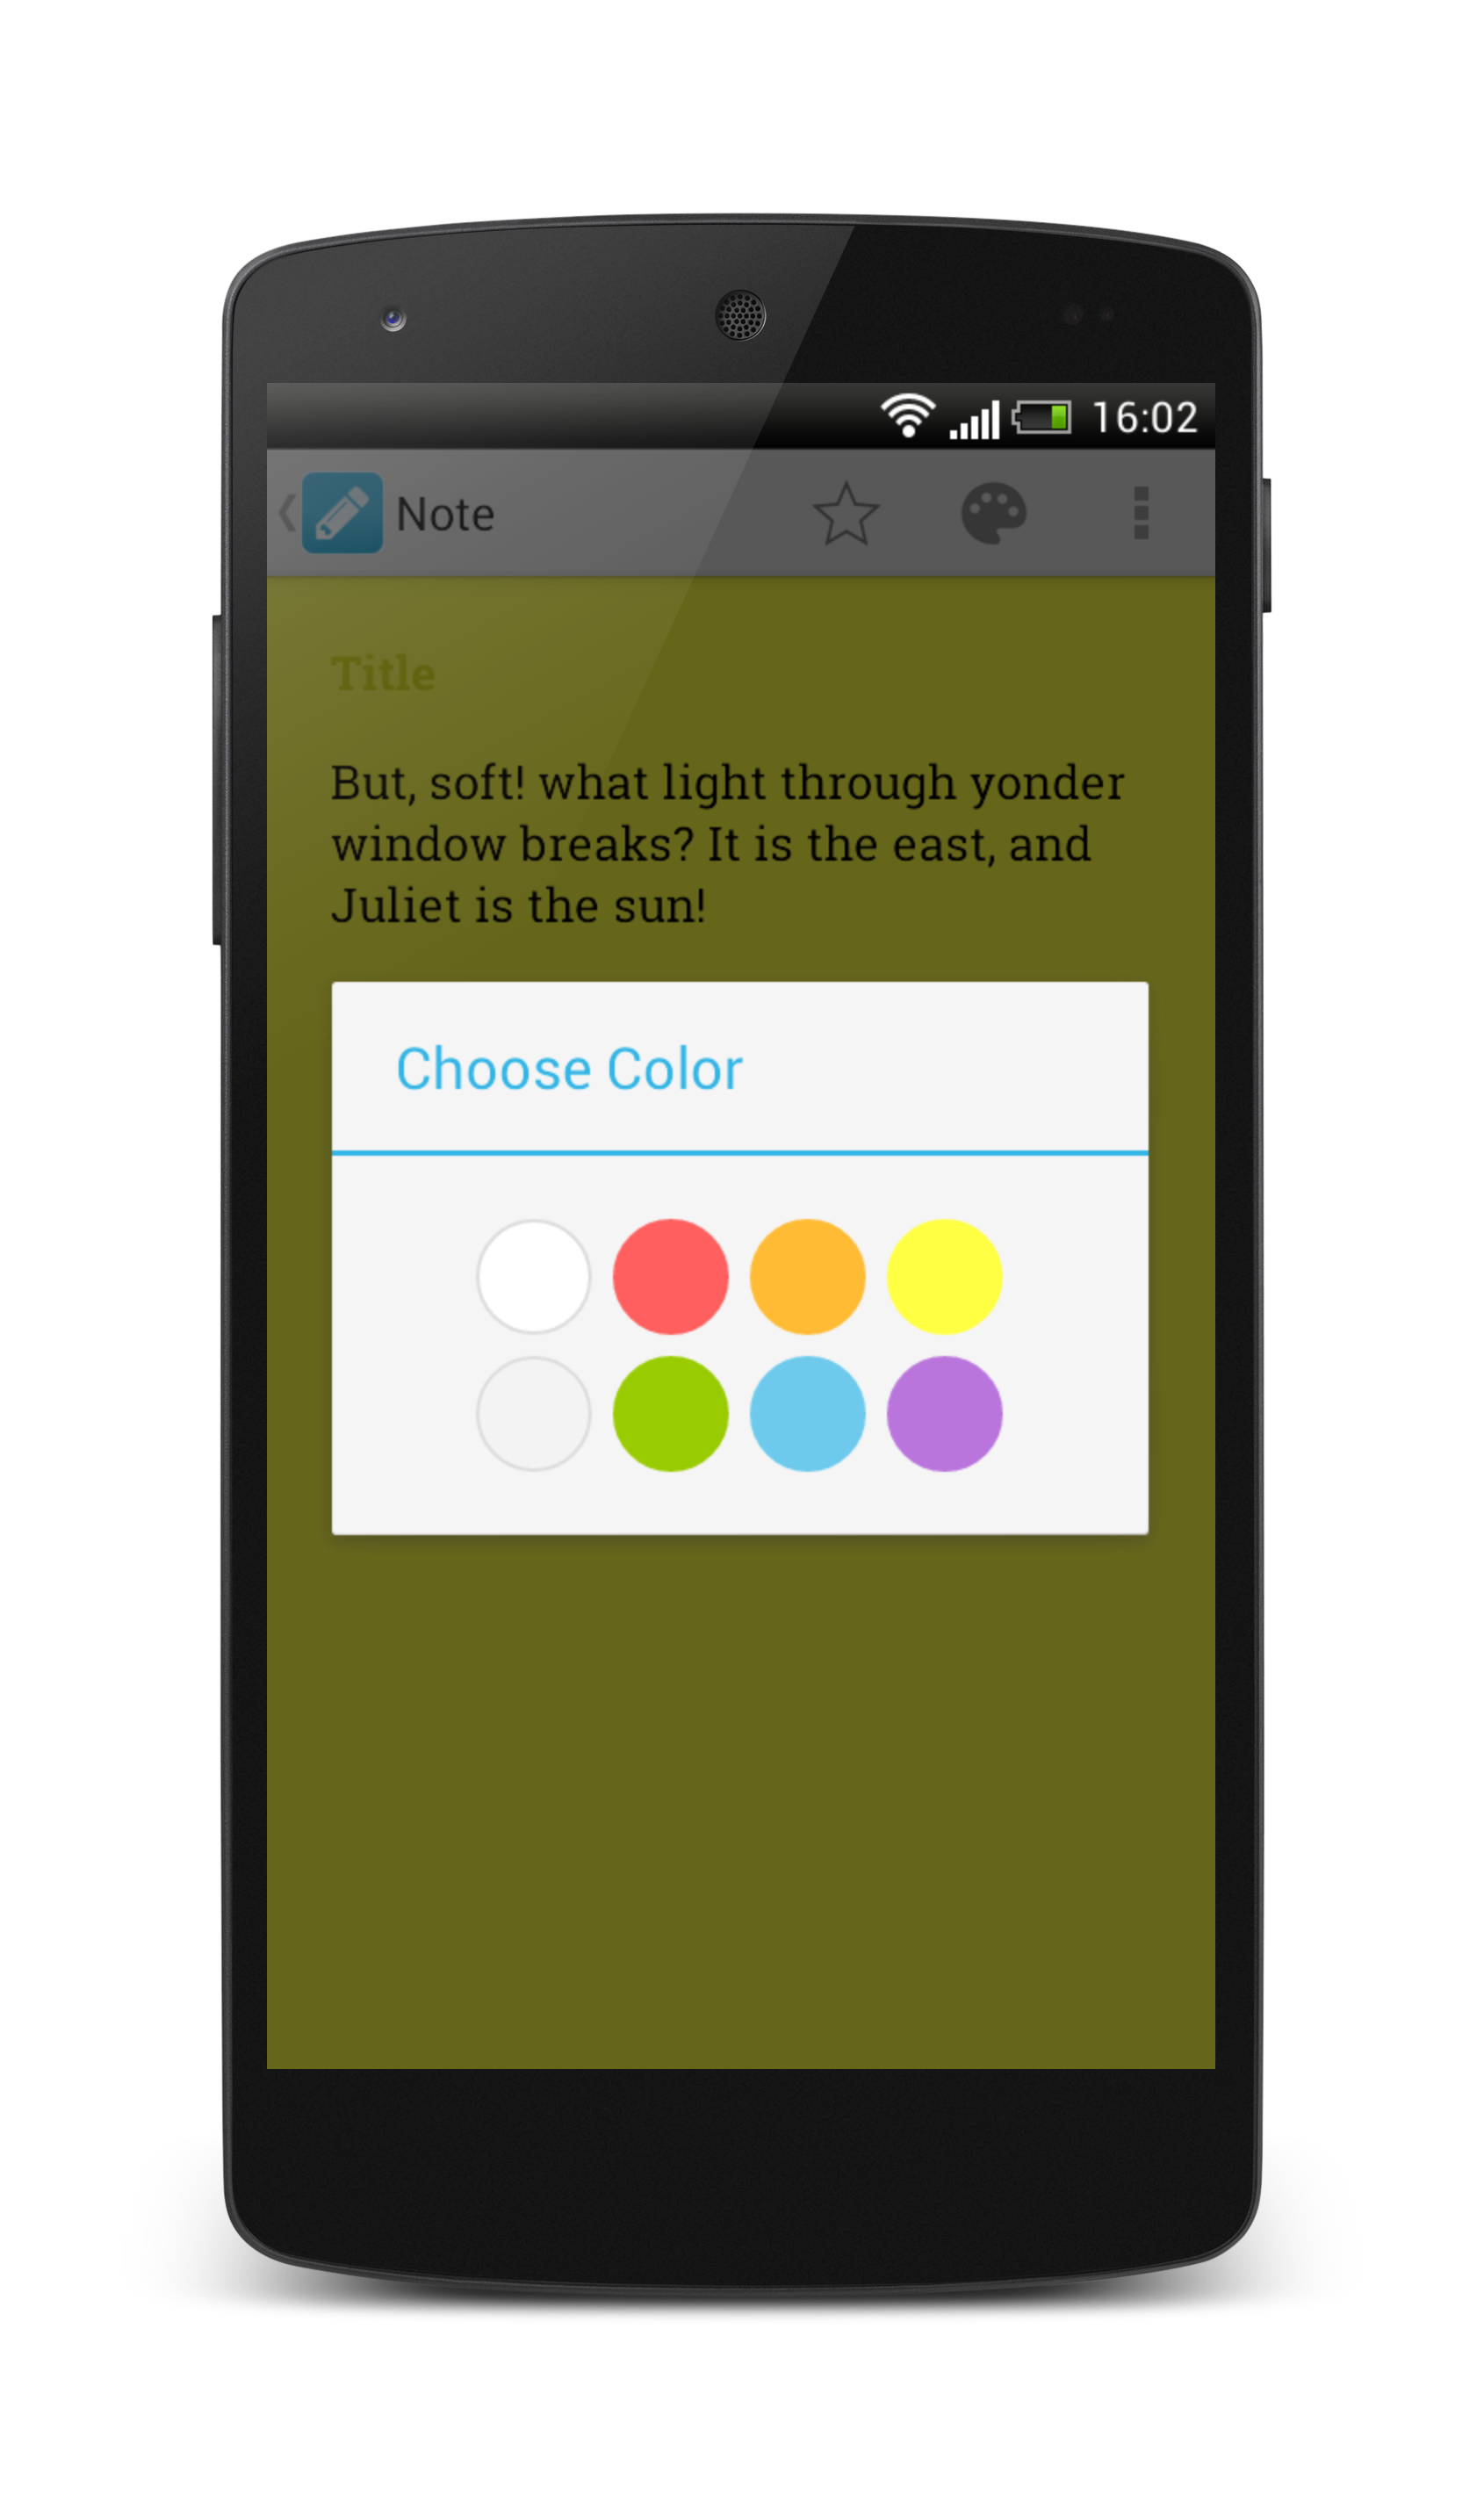 16:02
Note
Title
But, soft! what light through yonder
window breaks? It is the east, and
Juliet is the sun!
Choose Color